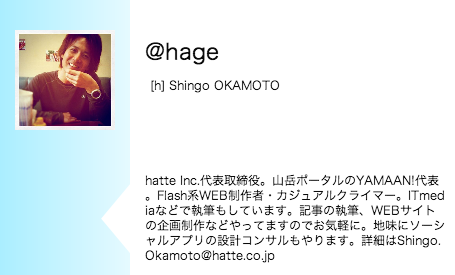 @hage
[h] Shingo OKAMOTO
hatte Inc.代表取締役。山岳ポータルのYAMAAN!代表
。Flash系WEB制作者・カジュアルクライマー。ITmed
iaなどで執筆もしています。記事の執筆、WEBサイト
の企画制作などやってますのでお気軽に。地味にソーシ
ャルアプリの設計コンサルもやります。詳細はShingo.
Okamoto@hatte.co.jp